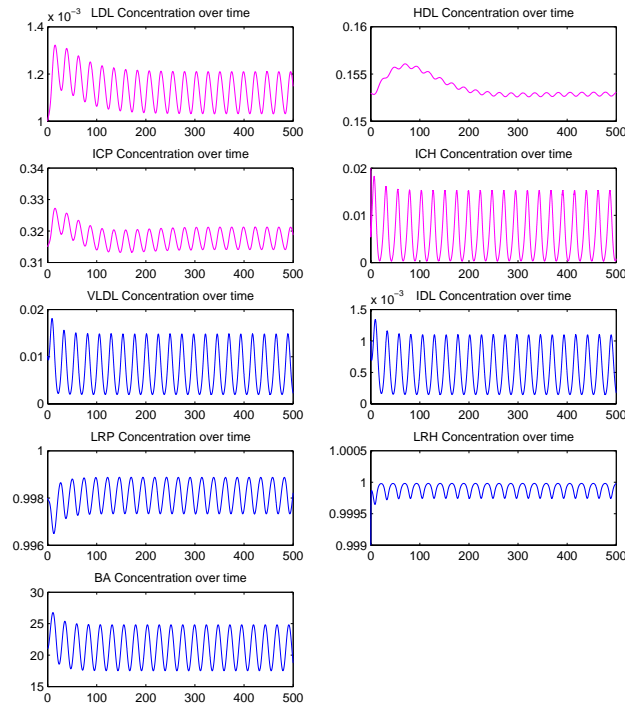 LDL Concentration over time
x 10⁻³
1.4
1.2
1
0 100 200 300 400 500
HDL Concentration over time
0.16
0.155
0.15
0 100 200 300 400 500
ICP Concentration over time
0.34
0.33
0.32
0.31
0 100 200 300 400 500
ICH Concentration over time
0.02
0.01
0
0 100 200 300 400 500
VLDL Concentration over time
0.02
0.01
0
0 100 200 300 400 500
IDL Concentration over time
x 10⁻³
1.5
1
0.5
0
0 100 200 300 400 500
LRP Concentration over time
1
0.998
0.996
0 100 200 300 400 500
LRH Concentration over time
1.0005
1
0.9995
0.999
0 100 200 300 400 500
BA Concentration over time
30
25
20
15
0 100 200 300 400 500